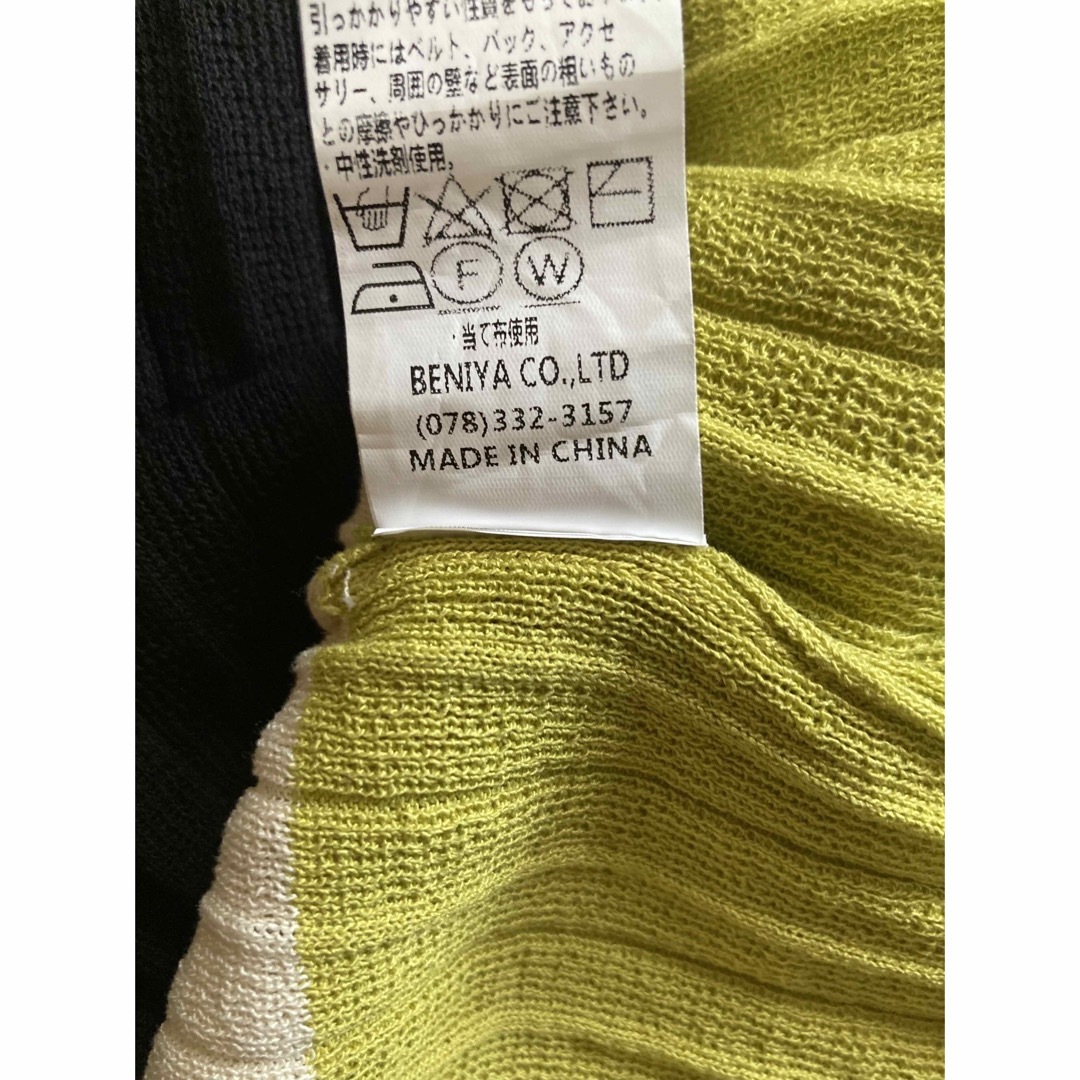 引っかかりやすい性質をもっており
着用時にはベルト、バック、アクセ
サリー、周囲の壁など表面の粗いもの
との摩擦やひっかかりにご注意下さい。
・中性洗剤使用。
F W
・当て布使用
BENIYA CO.,LTD
(078)332-3157
MADE IN CHINA